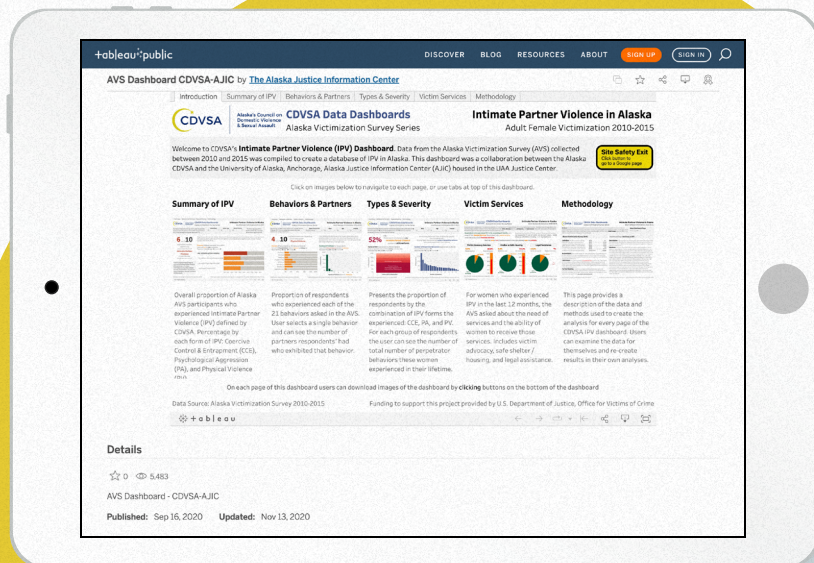 + a b | e a u : p u b l i c
DISCOVER BLOG RESOURCES ABOUT SIGN UP SIGN IN
AVS Dashboard CDVSA-AJIC by The Alaska Justice Information Center
Introduction Summary of IPV Behaviors & Partners Types & Severity Victim Services Methodology
CDVSA
Alaska's Council on
Domestic Violence
& Sexual Assault
CDVSA Data Dashboards
Alaska Victimization Survey Series
Intimate Partner Violence in Alaska
Adult Female Victimization 2010-2015
Welcome to CDVSA's Intimate Partner Violence (IPV) Dashboard. Data from the Alaska Victimization Survey (AVS) collected
between 2010 and 2015 was compiled to create a database of IPV in Alaska. This dashboard was a collaboration between the Alaska
CDVSA and the University of Alaska, Anchorage, Alaska Justice Information Center (AJiC) housed in the UAA Justice Center.
Site Safety Exit
Click button to
go to a Google page
Click on images below to navigate to each page, or use tabs at top of this dashboard.
Summary of IPV
Behaviors & Partners
Types & Severity
Victim Services
Methodology
6 10
4 10
52%
Overall proportion of Alaska
AVS participants who
experienced Intimate Partner
Violence (IPV) defined by
CDVSA. Percentage by
each form of IPV: Coercive
Control & Entrapment (CCE),
Psychological Aggression
(PA), and Physical Violence
Proportion of respondents
who experienced each of the
21 behaviors asked in the AVS.
User selects a single behavior
and can see the number of
partners respondents' had
who exhibited that behavior.
Presents the proportion of
respondents by the
combination of IPV forms the
experienced: CCE, PA, and PV.
For each group of respondents
the user can see the number of
total number of perpetrator
behaviors these women
experienced in their lifetime.
For women who experienced
IPV in the last 12 months, the
AVS asked about the need of
services and the ability of
women to receive those
services. Includes victim
advocacy, safe shelter /
housing, and legal assistance.
This page provides a
description of the data and
methods used to create the
analysis for every page of the
CDVSA IPV dashboard. Users
can examine the data for
themselves and re-create
results in their own analyses.
On each page of this dashboard users can download images of the dashboard by clicking buttons on the bottom of the dashboard
Data Source: Alaska Victimization Survey 2010-2015
Funding to support this project provided by U.S. Department of Justice, Office for Victims of Crime
+ a b | e a u
Details
0 5,483
AVS Dashboard - CDVSA-AJIC
Published: Sep 16, 2020 Updated: Nov 13, 2020